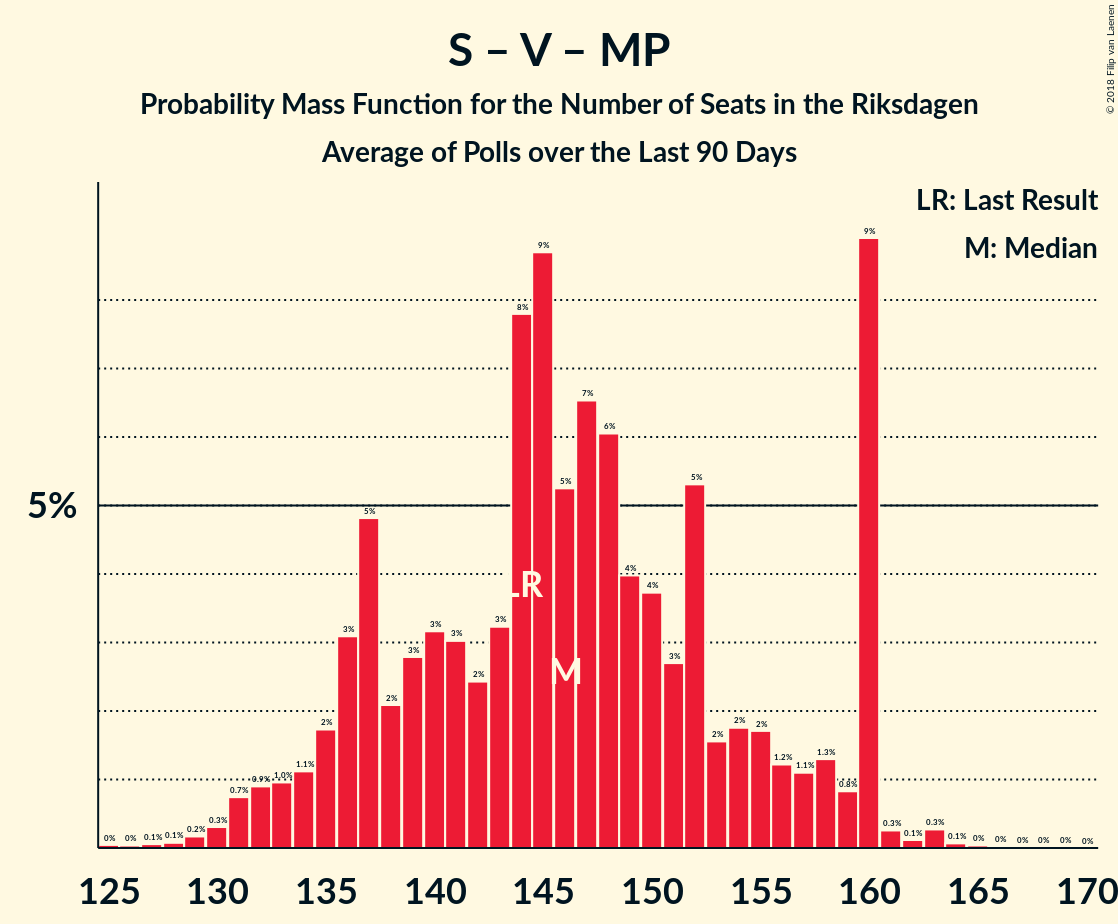 S – V – MP
Probability Mass Function for the Number of Seats in the Riksdagen
Average of Polls over the Last 90 Days
© 2018 Filip van Laenen
LR: Last Result
M: Median
5%
0% 0% 0.1% 0.1% 0.2% 0.3% 0.7% 0.9% 1.0% 1.1% 2% 3% 5% 2% 3% 3% 3% 2% 3% 8% 9% 5% 7% 6% 4% 4% 3% 5% 2% 2% 2% 1.2% 1.1% 1.3% 0.8% 9% 0.3% 0.1% 0.3% 0.1% 0% 0% 0% 0% 0% 0%
LR
M
125 130 135 140 145 150 155 160 165 170